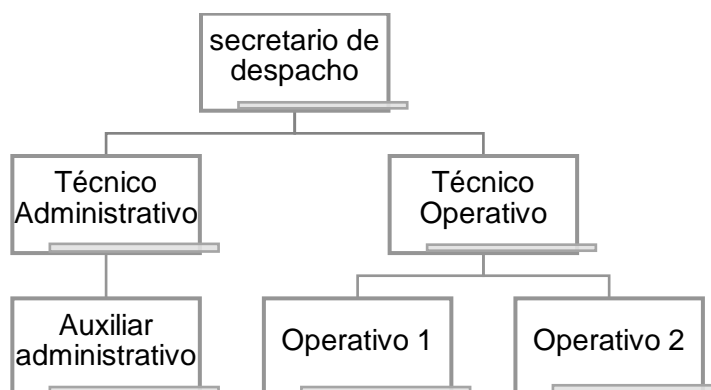 secretario de
despacho
Técnico
Administrativo
Técnico
Operativo
Auxiliar
administrativo
Operativo 1
Operativo 2